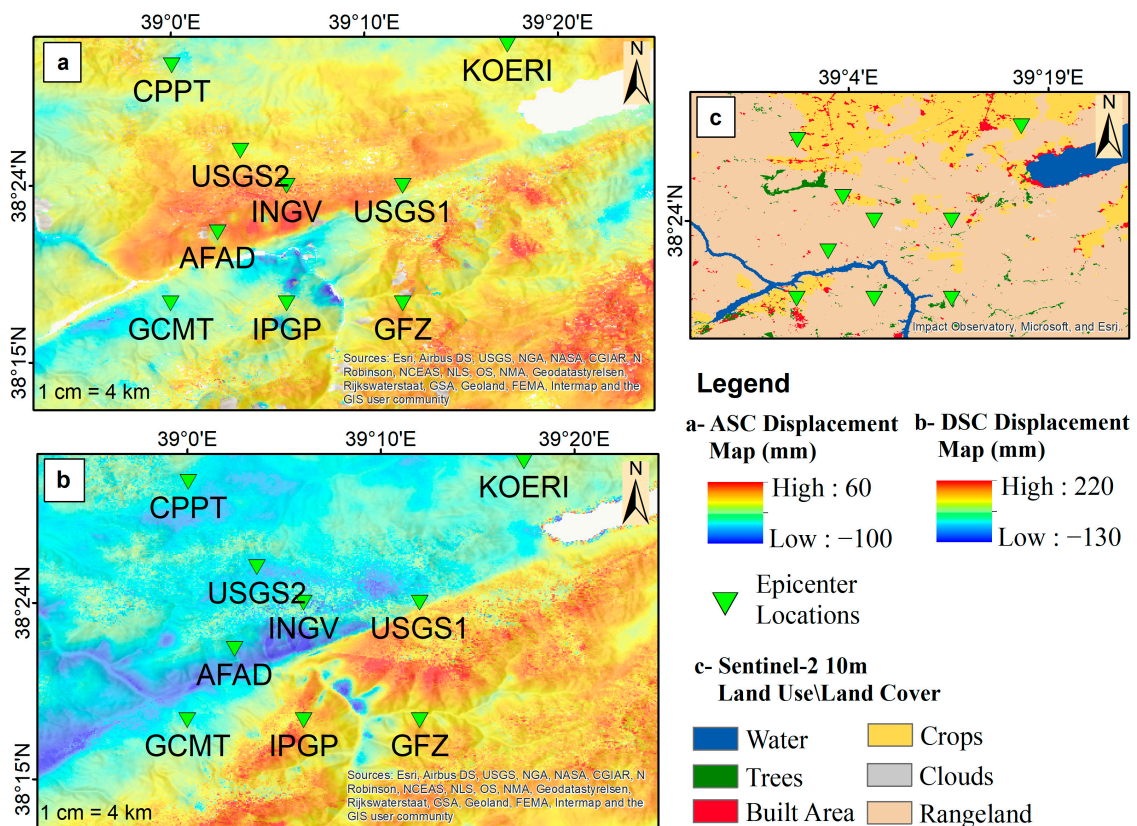 39°0'E
39°20'E
a
N
CPPT
KOERI
USGS2
INGV
USGS1
AFAD
GCMT
IPGP
GFZ
38°24'N
38°15'N
1 cm = 4 km
Sources: Esri, Airbus DS, USGS, NGA, NASA, CGIAR, N
Robinson, NCEAS, NLS, OS, NMA, Geodatastyrelsen,
Rijkswaterstaat, GSA, Geoland, FEMA, Intermap and the
GIS user community
39°0'E
39°10'E
39°20'E
b
N
CPPT
KOERI
USGS2
INGV
USGS1
AFAD
GCMT
IPGP
GFZ
38°24'N
38°15'N
1 cm = 4 km
Sources: Esri, Airbus DS, USGS, NGA, NASA, CGIAR, N
Robinson, NCEAS, NLS, OS, NMA, Geodatastyrelsen,
Rijkswaterstaat, GSA, Geoland, FEMA, Intermap and the
GIS user community
39°4'E
39°19'E
c
N
38°24'N
Impact Observatory, Microsoft, and Esri..
Legend
a- ASC Displacement
Map (mm)
High : 60
Low : −100
b- DSC Displacement
Map (mm)
High : 220
Low : −130
Epicenter
Locations
c- Sentinel-2 10m
Land Use\Land Cover
Water
Trees
Built Area
Crops
Clouds
Rangeland